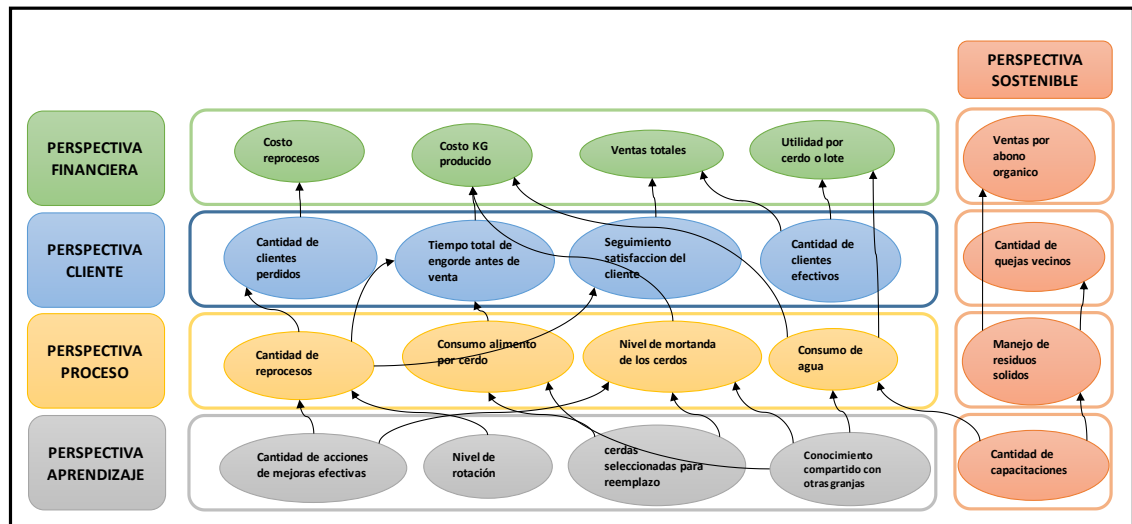 PERSPECTIVA
SOSTENIBLE
PERSPECTIVA
FINANCIERA
Costo
reprocesos
Costo KG
producido
Ventas totales
Utilidad por
cerdo o lote
Ventas por
abono
organico
PERSPECTIVA
CLIENTE
Cantidad de
clientes
perdidos
Tiempo total de
engorde antes de
venta
Seguimiento
satisfaccion del
cliente
Cantidad de
clientes
efectivos
Cantidad de
quejas vecinos
PERSPECTIVA
PROCESO
Cantidad de
reprocesos
Consumo alimento
por cerdo
Nivel de mortanda
de los cerdos
Consumo de
agua
Manejo de
residuos
solidos
PERSPECTIVA
APRENDIZAJE
Cantidad de acciones
de mejoras efectivas
Nivel de
rotación
cerdas
seleccionadas para
reemplazo
Conocimiento
compartido con
otras granjas
Cantidad de
capacitaciones